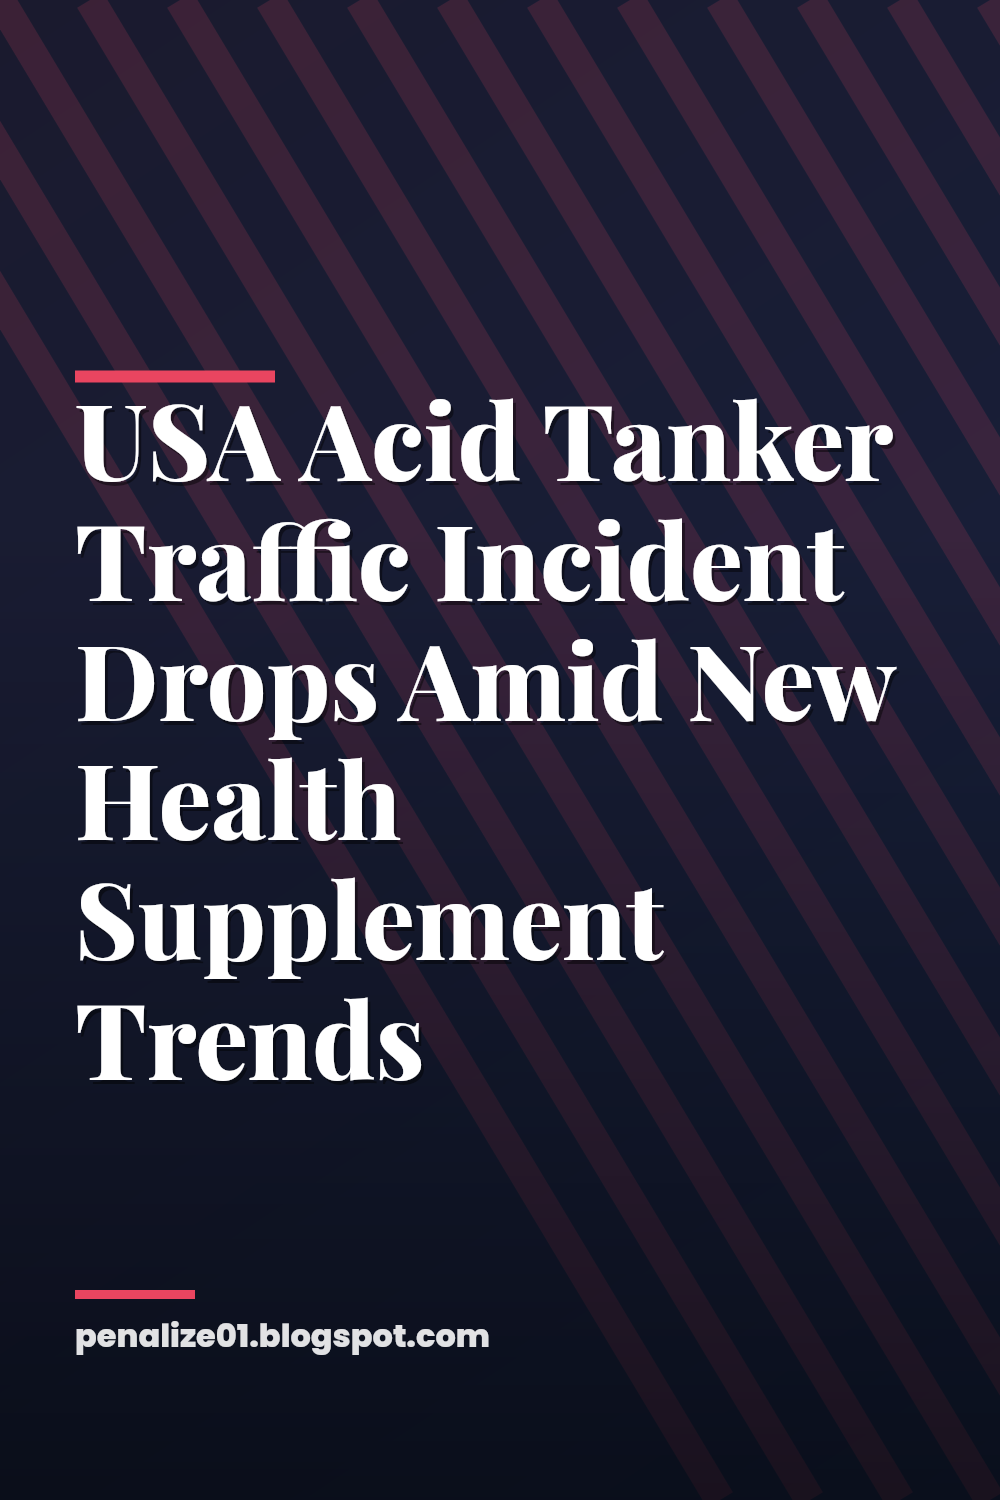 USA Acid Tanker
Traffic Incident
Drops Amid New
Health
Supplement
Trends
penalize01.blogspot.com